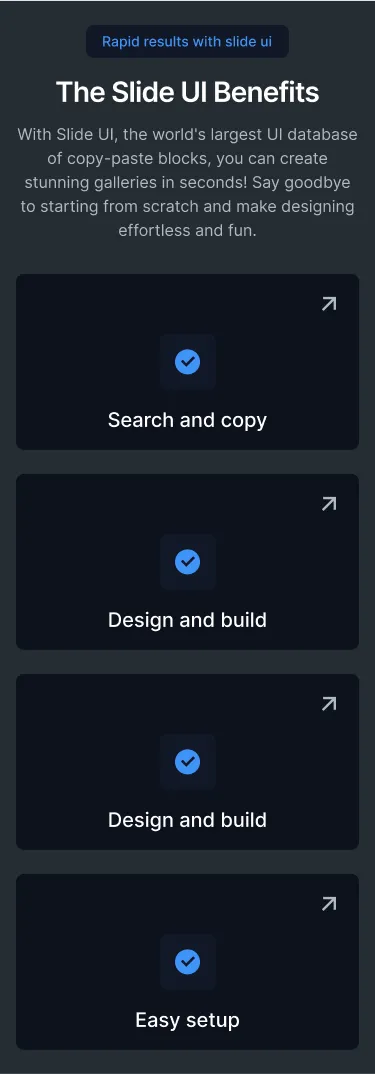 Rapid results with slide ui
The Slide UI Benefits
With Slide UI, the world's largest UI database
of copy-paste blocks, you can create
stunning galleries in seconds! Say goodbye
to starting from scratch and make designing
effortless and fun.
Search and copy
Design and build
Design and build
Easy setup